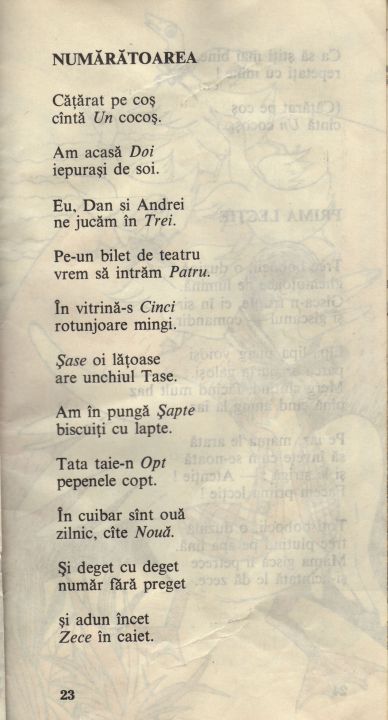 NUMĂRĂTOAREA
Cățărat pe coș
cîntă Un cocoș.
Am acasă Doi
iepurași de soi.
Eu, Dan si Andrei
ne jucăm în Trei.
Pe-un bilet de teatru
vrem să intrăm Patru.
În vitrină-s Cinci
rotunjoare mingi.
Șase oi lățoase
are unchiul Tase.
Am în pungă Șapte
biscuiți cu lapte.
Tata taie-n Opt
pepenele copt.
În cuibar sînt ouă
zilnic, cîte Nouă.
Și deget cu deget
număr fără preget
și adun încet
Zece în caiet.
23